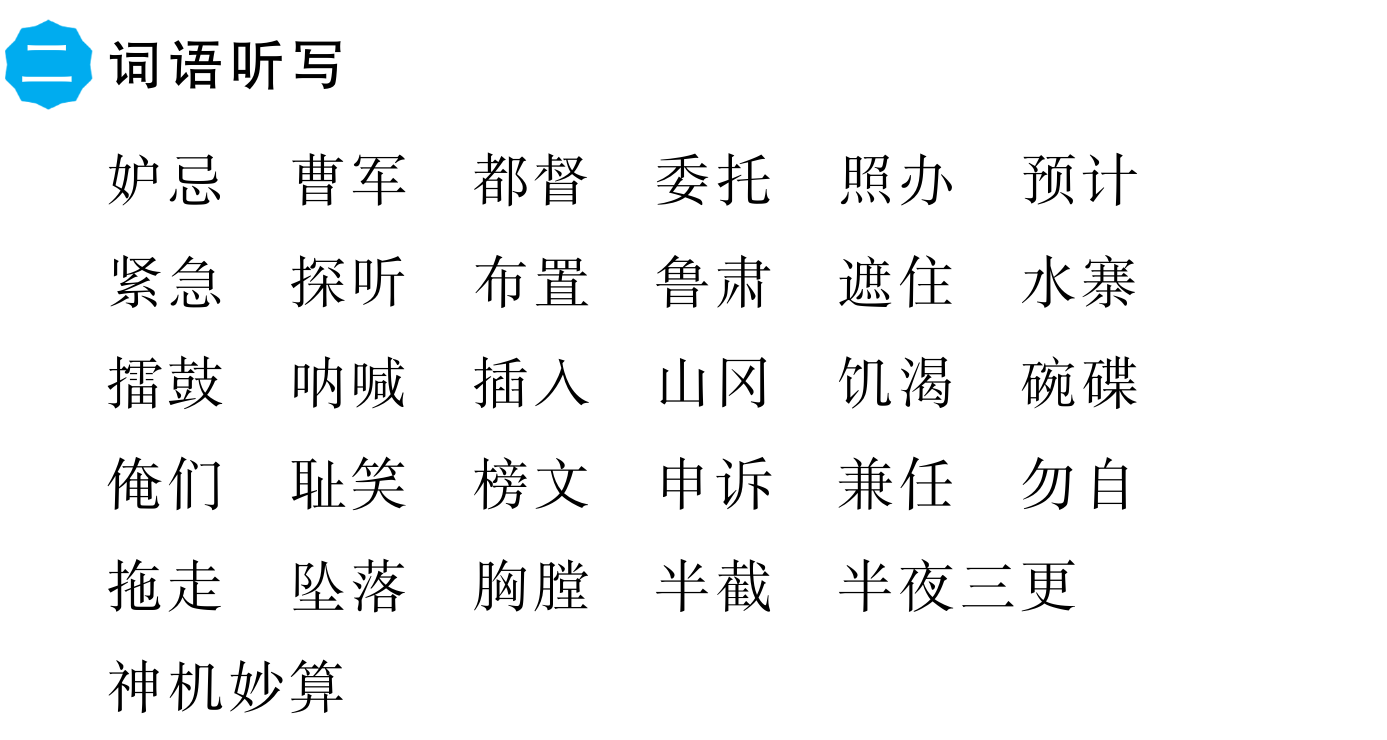 二 词语听写
妒忌 曹军 都督 委托 照办 预计
紧急 探听 布置 鲁肃 遮住 水寨
擂鼓 呐喊 插入 山冈 饥渴 碗碟
俺们 耻笑 榜文 申诉 兼任 勿自
拖走 坠落 胸膛 半截 半夜三更
神机妙算